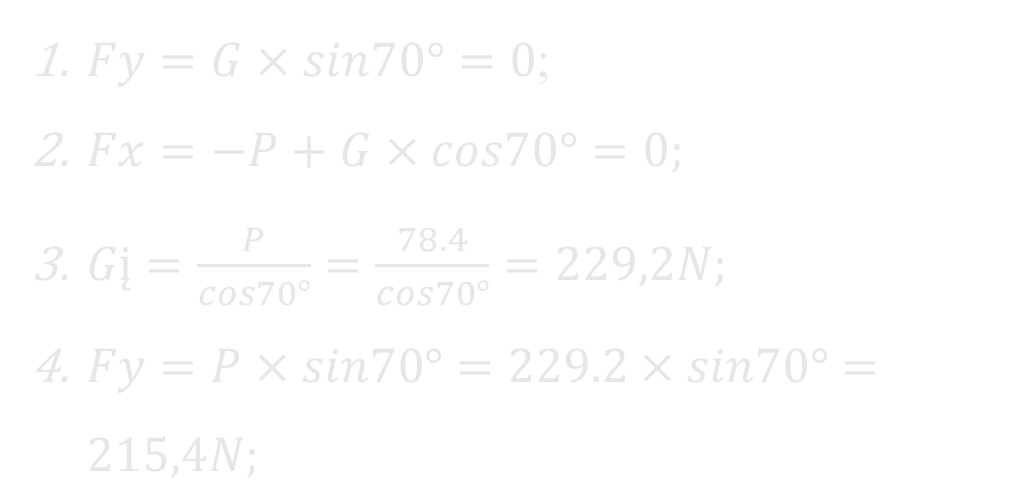 1. Fy = G × sin70° = 0;
2. Fx = −P + G × cos70° = 0;
3. Gį = P/cos70° = 78.4/cos70° = 229,2N;
4. Fy = P × sin70° = 229.2 × sin70° =
215,4N;